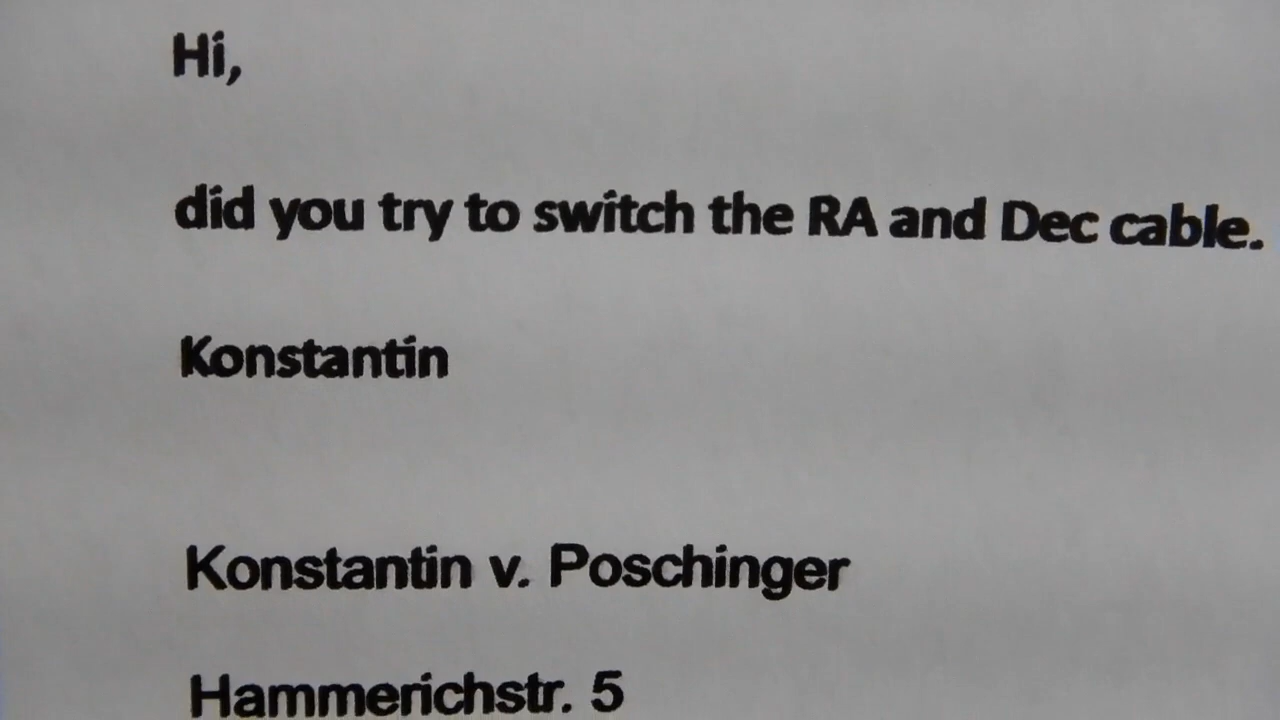 Hi,
did you try to switch the RA and Dec cable.
Konstantin
Konstantin v. Poschinger
Hammerichstr. 5